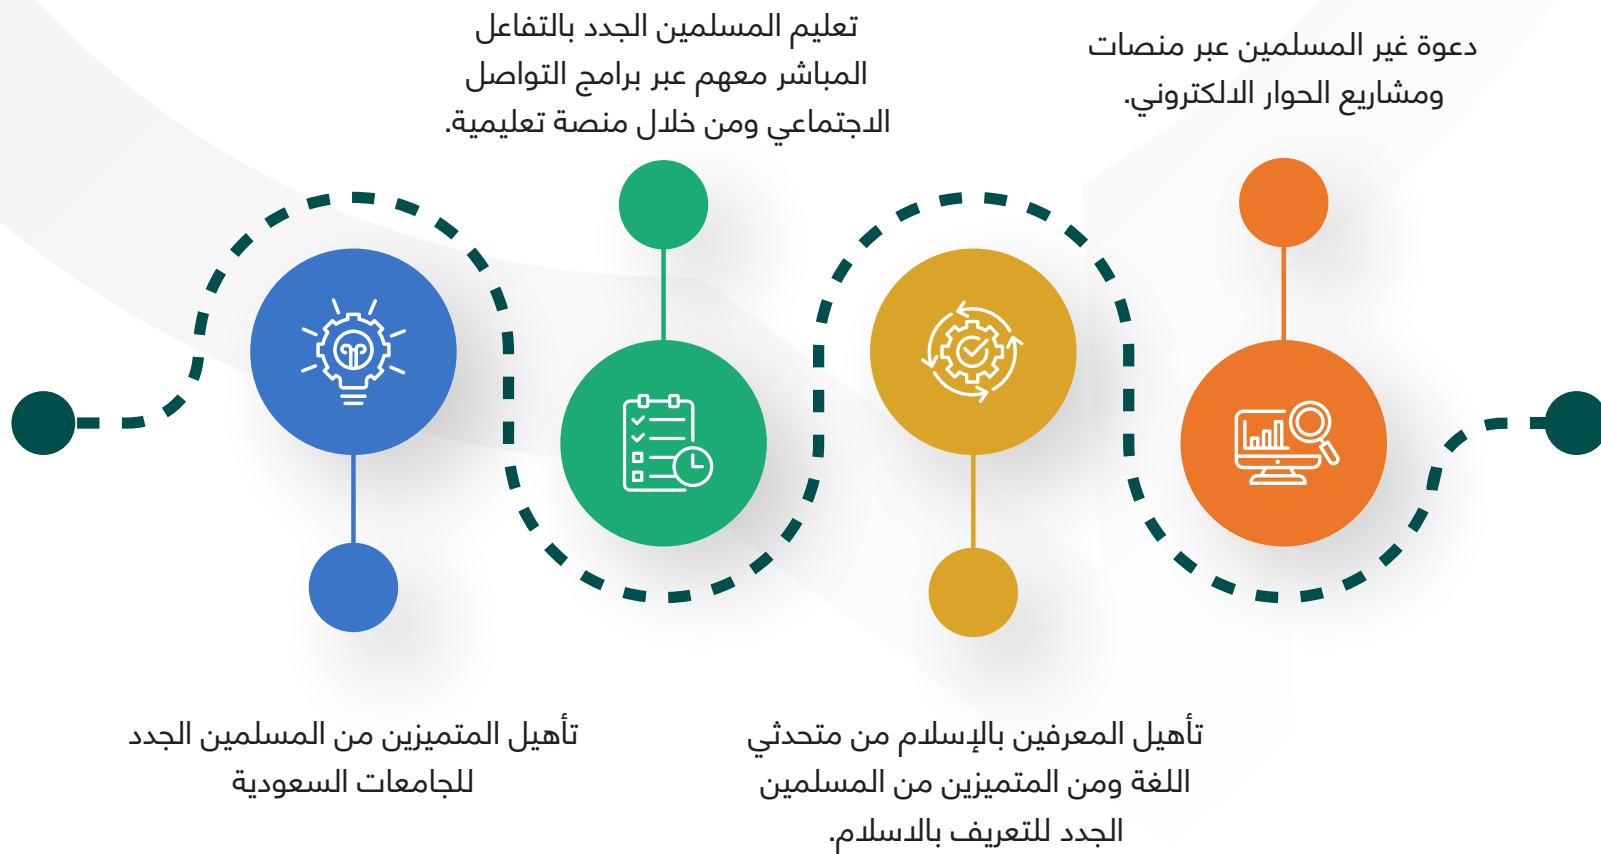 دعوة غير المسلمين عبر منصات
ومشاريع الحوار الالكتروني.
تعليم المسلمين الجدد بالتفاعل
المباشر معهم عبر برامج التواصل
الاجتماعي ومن خلال منصة تعليمية.
تأهيل المعرفين بالإسلام من متحدثي
اللغة ومن المتميزين من المسلمين
الجدد للتعريف بالاسلام.
تأهيل المتميزين من المسلمين الجدد
للجامعات السعودية